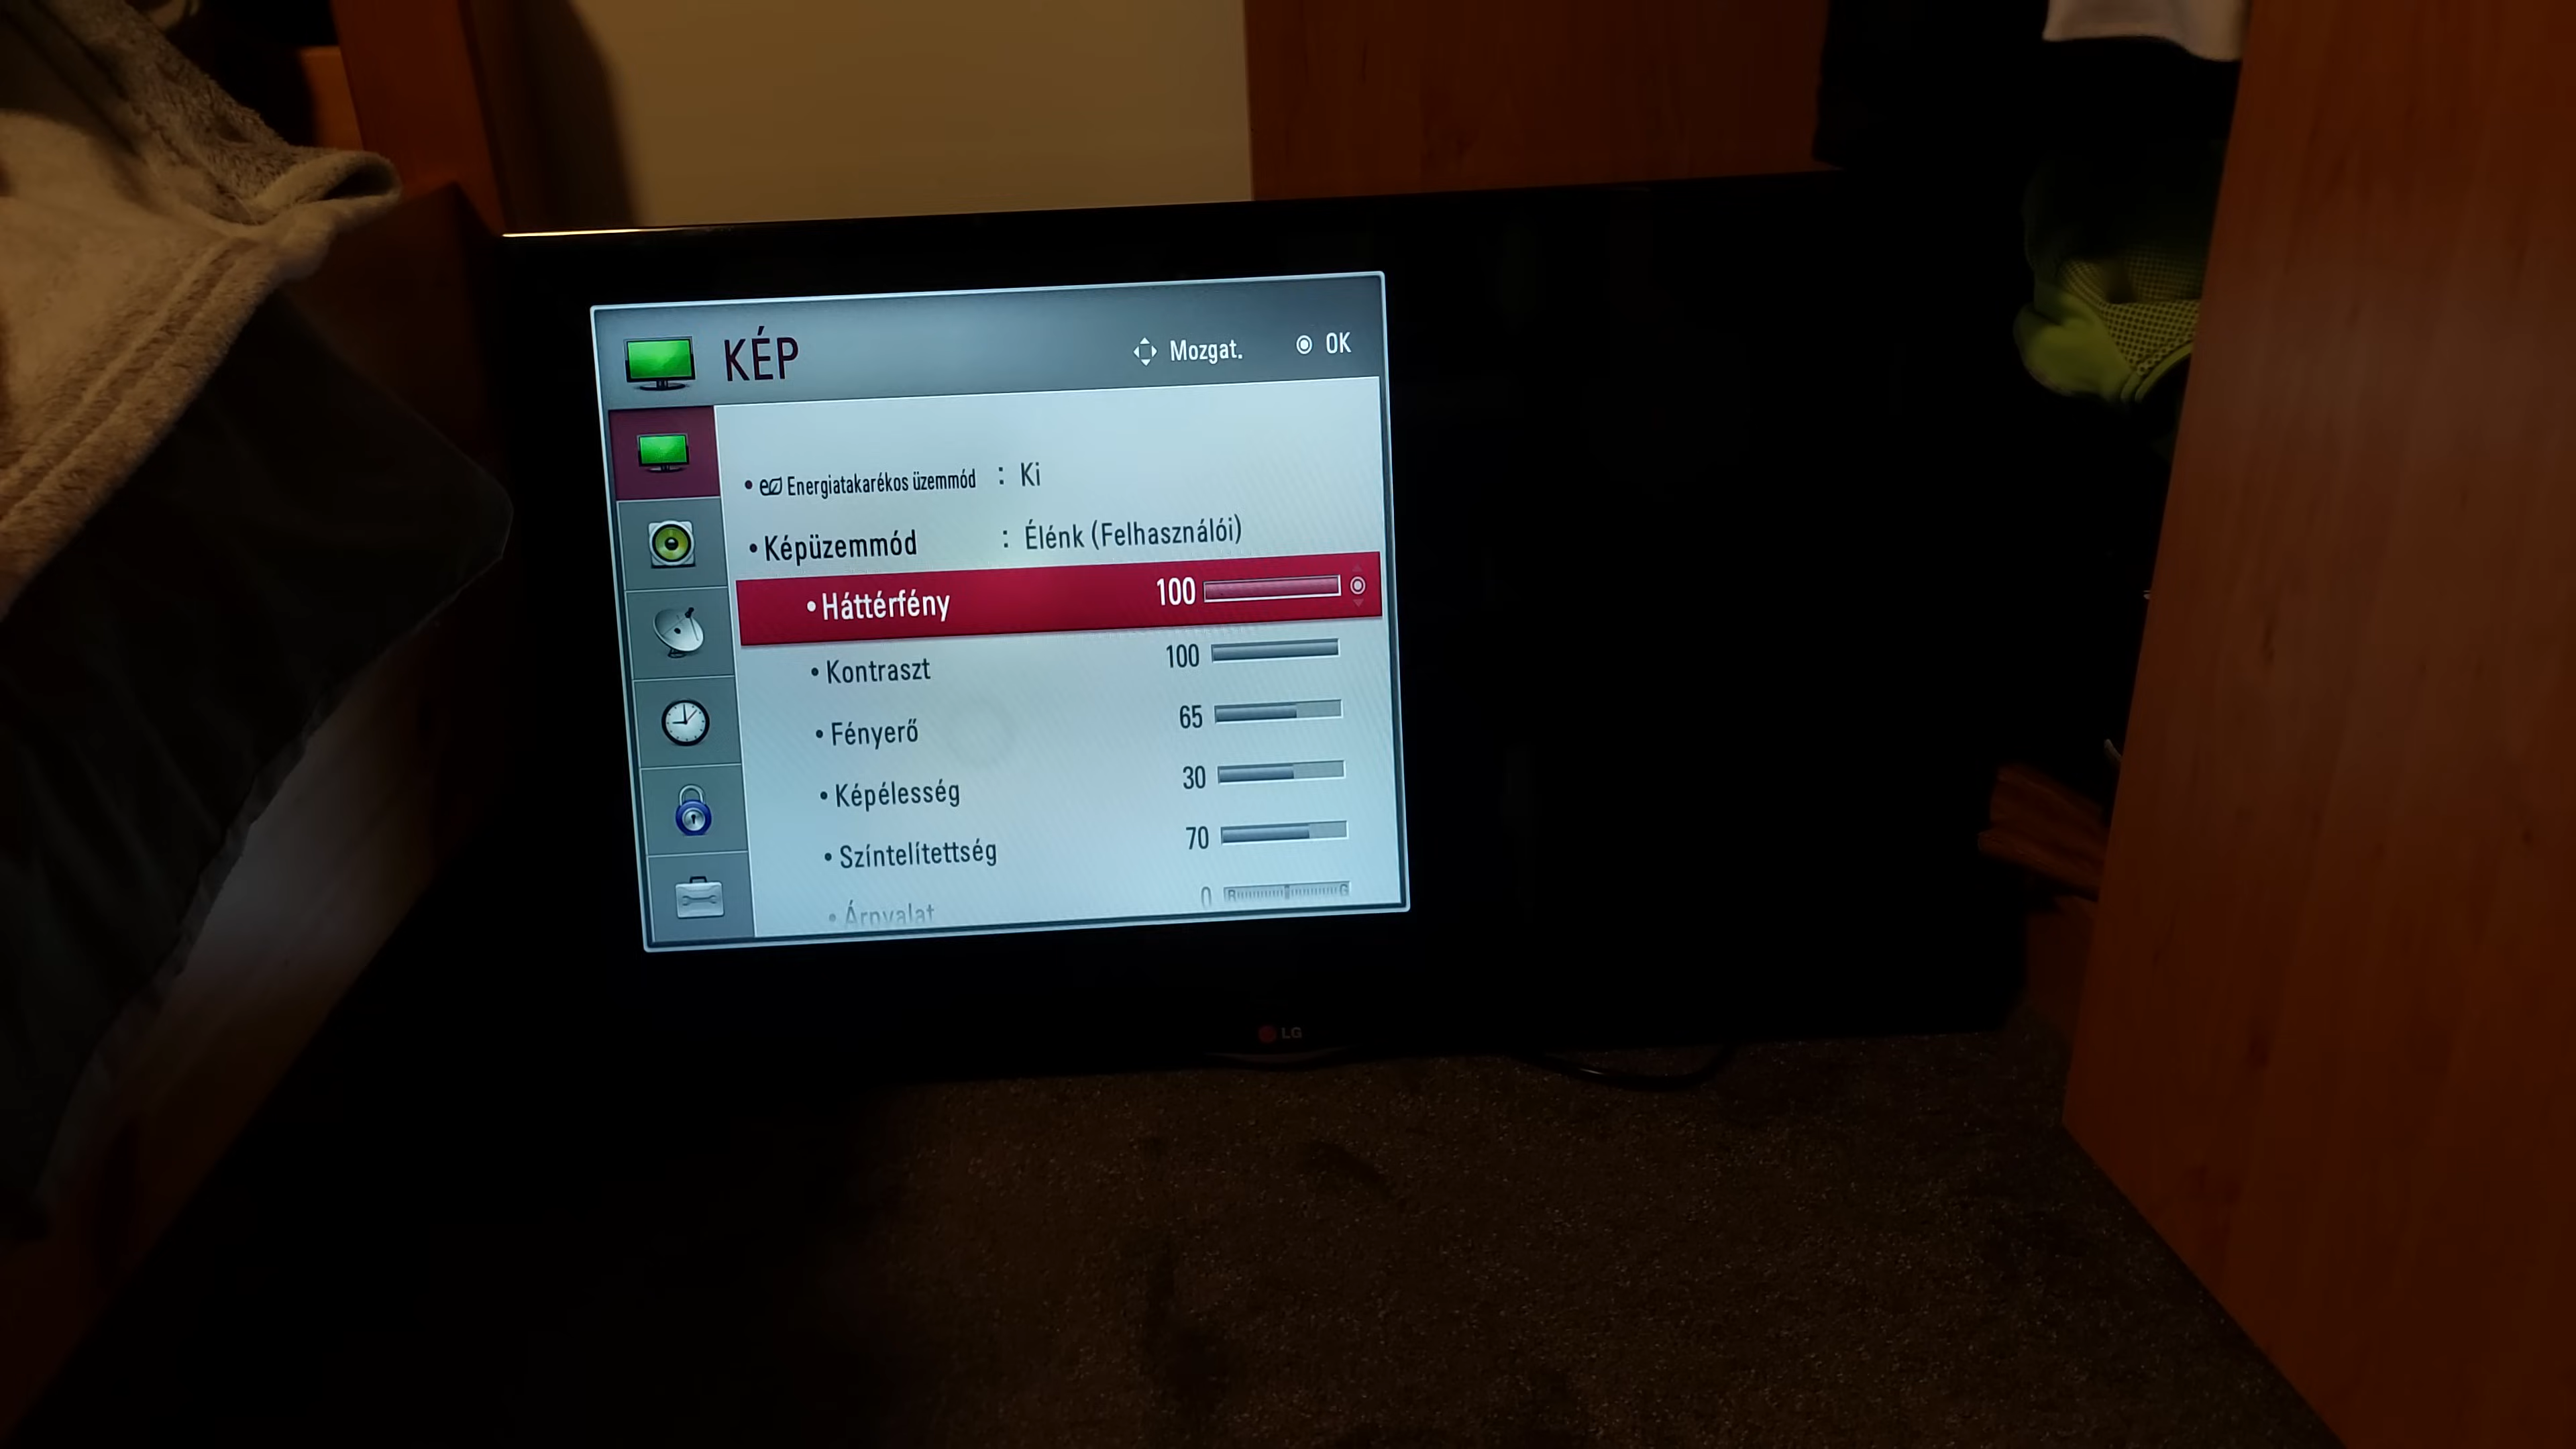 KÉP Mozgat. OK
• Energiatakarékos üzemmód : Ki
• Képüzemmód : Élénk (Felhasználói)
• Háttérfény 100
• Kontraszt 100
• Fényerő 65
• Képélesség 30
• Színtelítettség 70
• Árnyalat 0 R G
LG